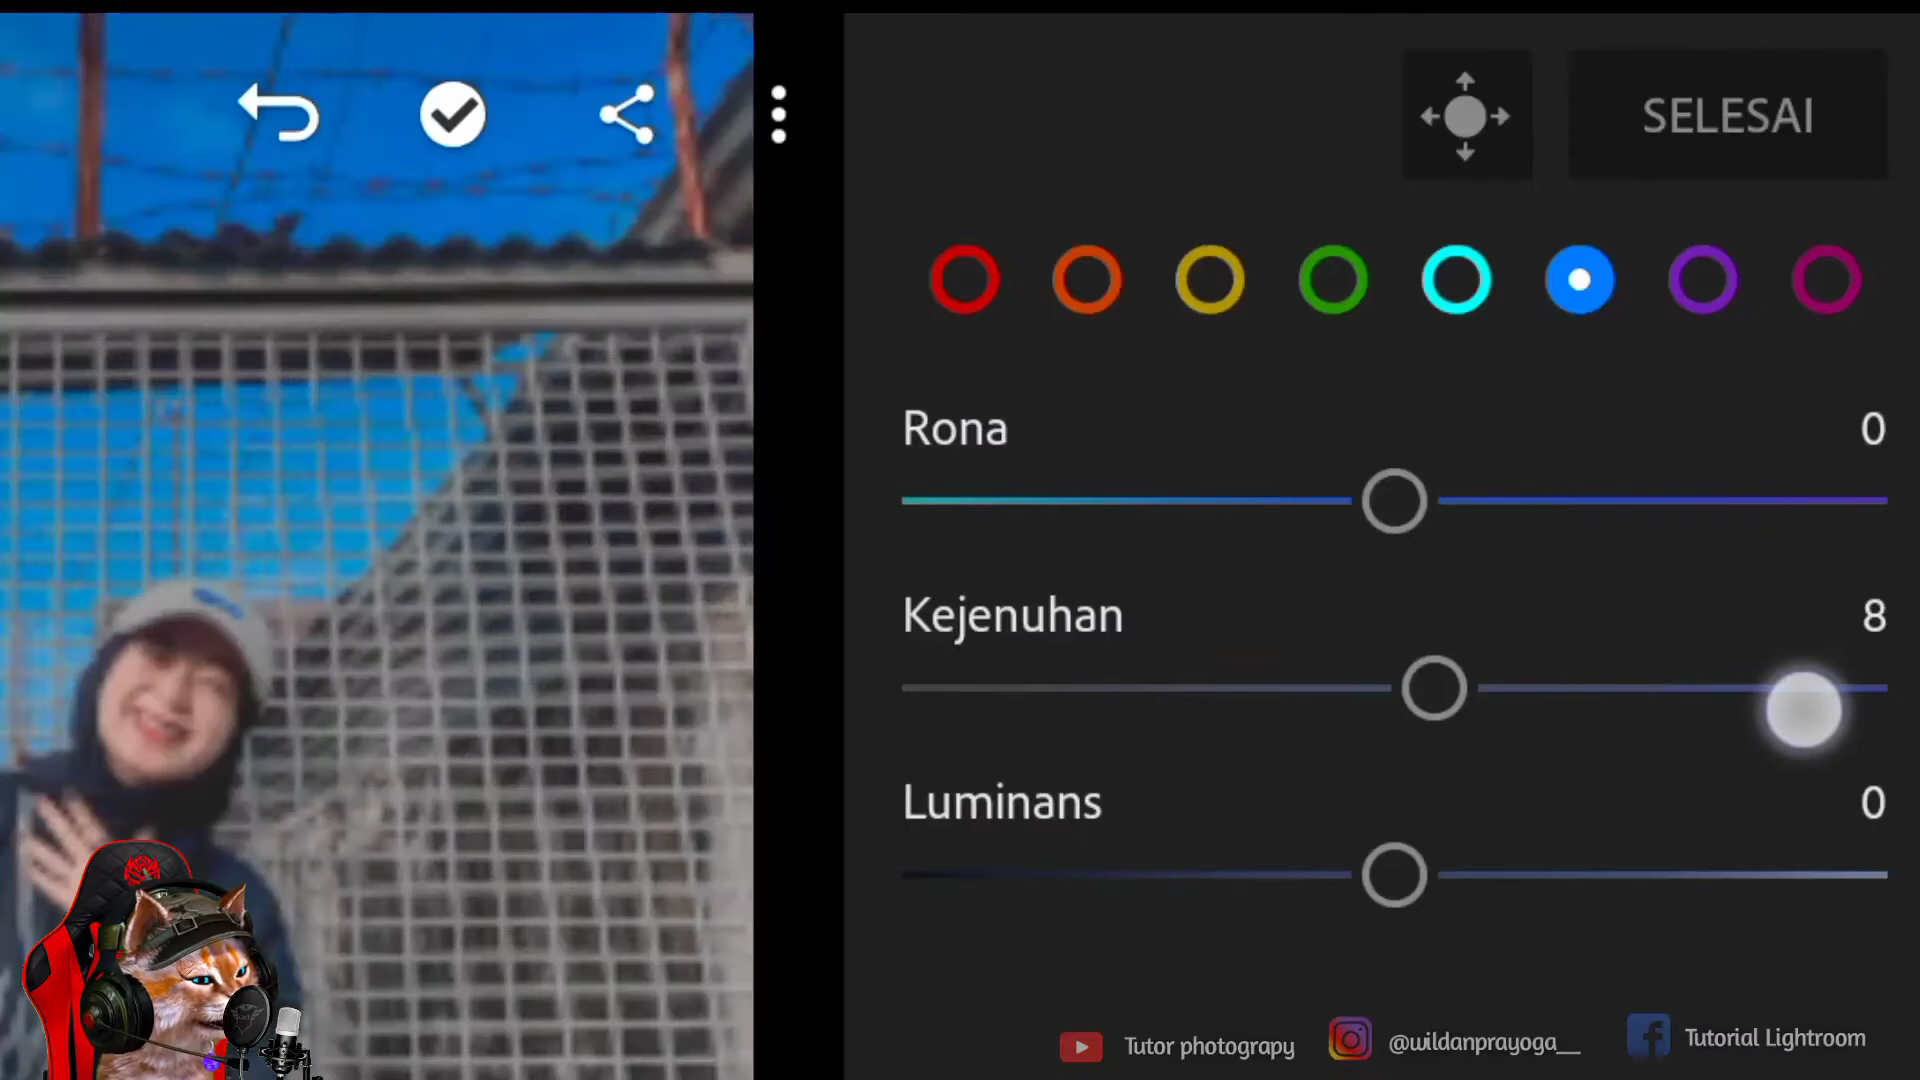 SELESAI
Rona 0
Kejenuhan 8
Luminans 0
Tutor photograpy @wildanprayoga__ Tutorial Lightroom